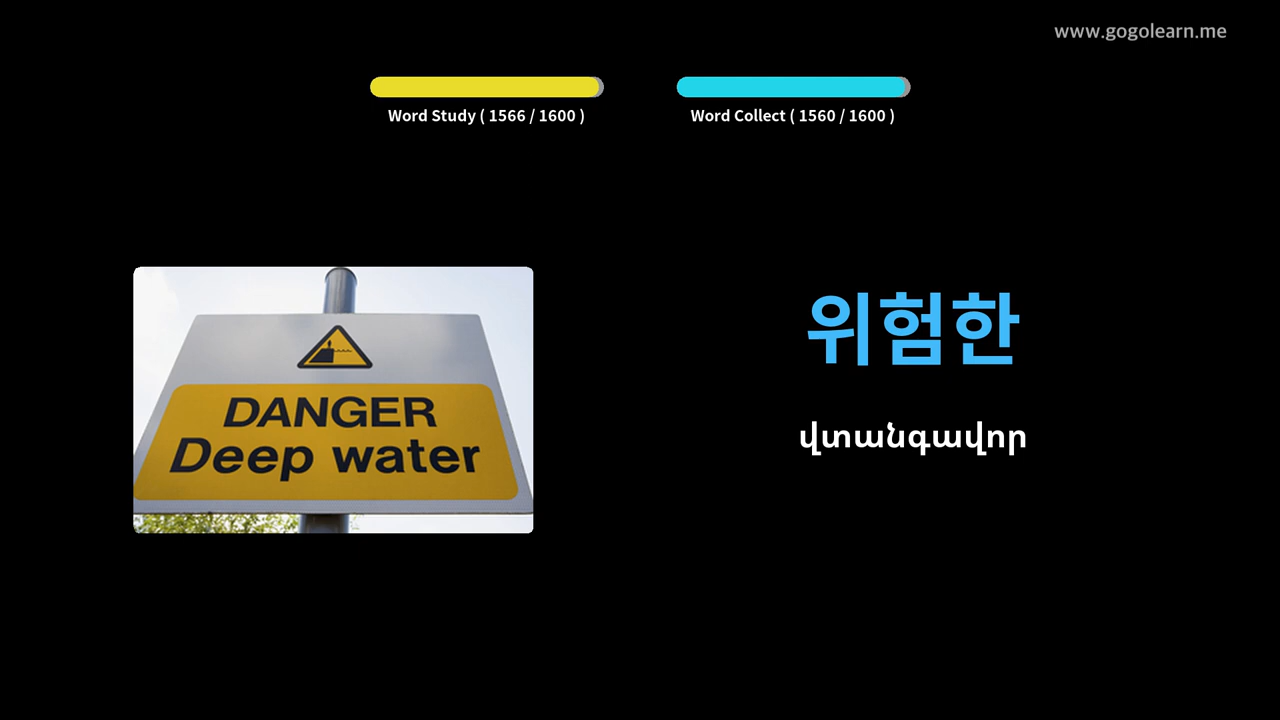 www.gogolearn.me
Word Study ( 1566 / 1600 )
Word Collect ( 1560 / 1600 )
DANGER
Deep water
위험한
վտանգավոր